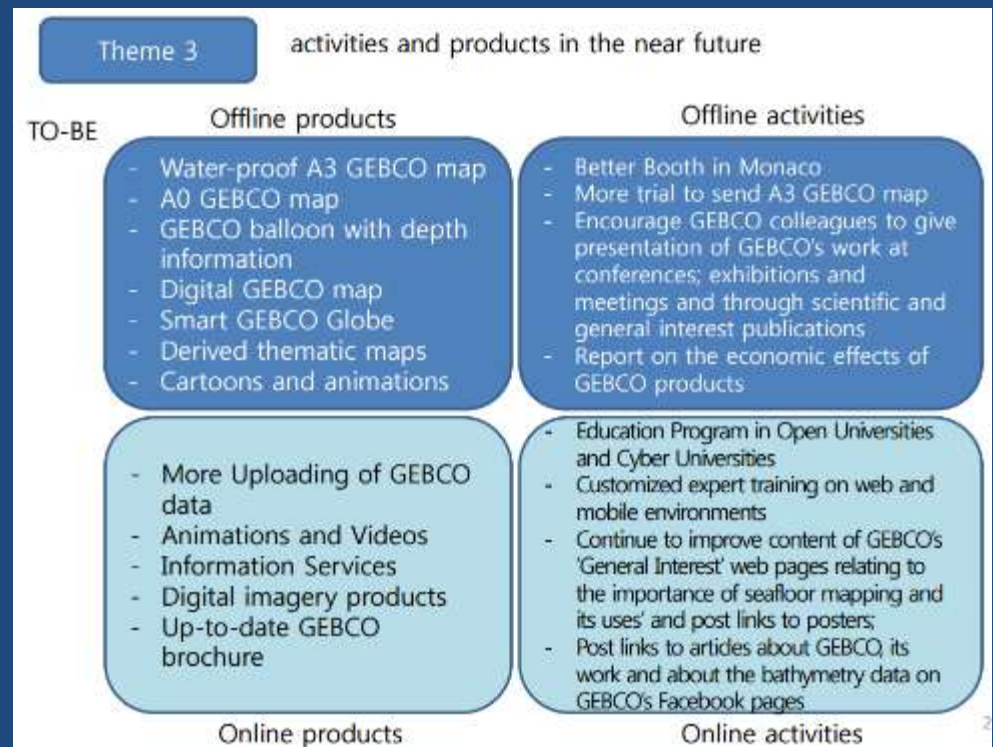 Theme 3
activities and products in the near future
TO-BE
Offline products
- Water-proof A3 GEBCO map
- A0 GEBCO map
- GEBCO balloon with depth
information
- Digital GEBCO map
- Smart GEBCO Globe
- Derived thematic maps
- Cartoons and animations
Offline activities
- Better Booth in Monaco
- More trial to send A3 GEBCO map
- Encourage GEBCO colleagues to give
presentation of GEBCO's work at
conferences; exhibitions and
meetings and through scientific and
general interest publications
- Report on the economic effects of
GEBCO products
- More Uploading of GEBCO
data
- Animations and Videos
- Information Services
- Digital imagery products
- Up-to-date GEBCO
brochure
Online products
- Education Program in Open Universities
and Cyber Universities
- Customized expert training on web and
mobile environments
- Continue to improve content of GEBCO's
'General Interest' web pages relating to
the importance of seafloor mapping and
its uses' and post links to posters;
- Post links to articles about GEBCO, its
work and about the bathymetry data on
GEBCO's Facebook pages
Online activities
2